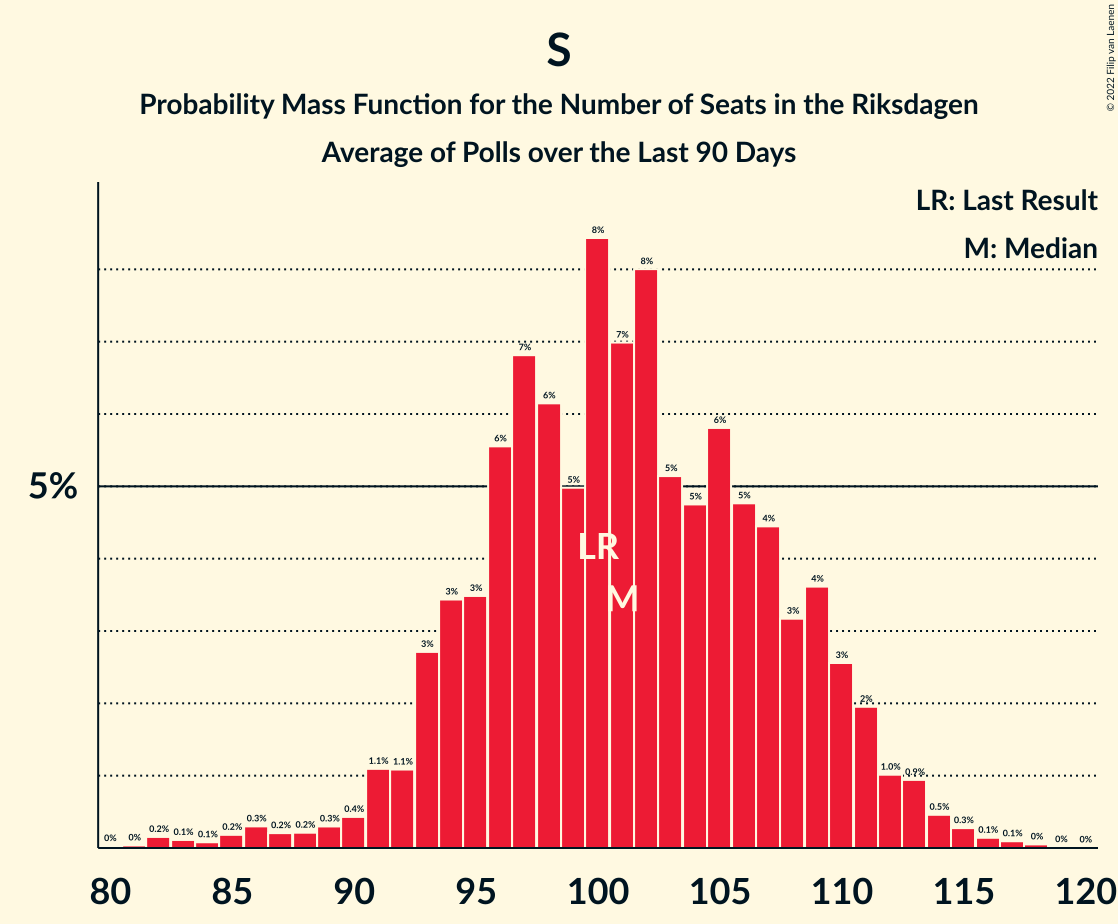 S
Probability Mass Function for the Number of Seats in the Riksdagen
Average of Polls over the Last 90 Days
© 2022 Filip van Laenen
LR: Last Result
M: Median
5%
0% 0% 0.2% 0.1% 0.1% 0.2% 0.3% 0.2% 0.2% 0.3% 0.4% 1.1% 1.1% 3% 3% 3% 6% 7% 6% 5% 8% 7% 8% 5% 5% 6% 5% 4% 3% 4% 3% 2% 1.0% 0.9% 0.5% 0.3% 0.1% 0.1% 0% 0% 0%
LR
M
80 85 90 95 100 105 110 115 120